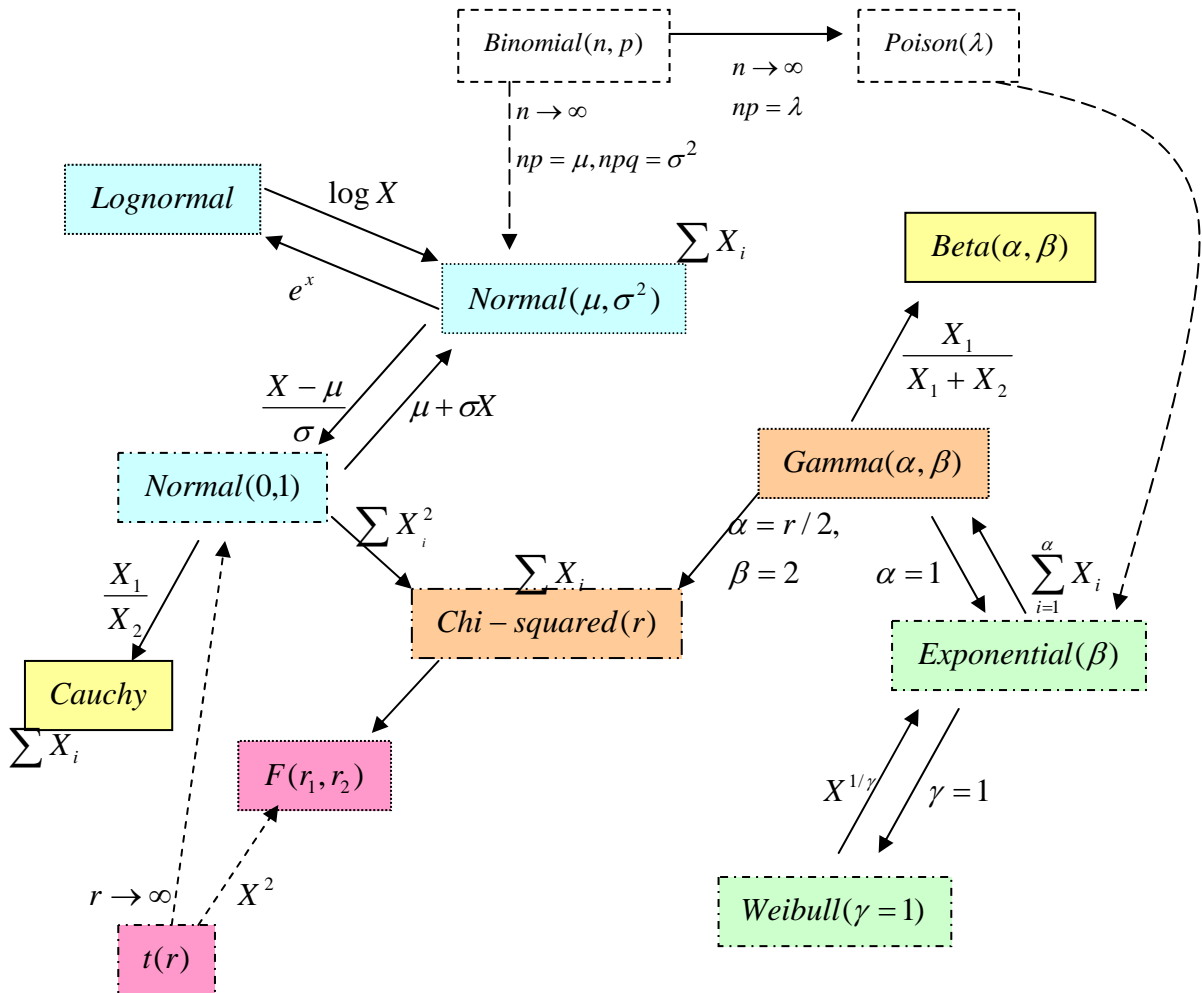 Binomial(n, p)
Poison(λ)
n → ∞
np = λ
n → ∞
np = μ, npq = σ²
Lognormal
log X
∑ X_i
Beta(α, β)
e^x
Normal(μ, σ²)
X₁ / (X₁ + X₂)
(X − μ) / σ
μ + σX
Normal(0,1)
Gamma(α, β)
∑ X_i²
α = r / 2,
β = 2
α = 1
∑_{i=1}^{α} X_i
X₁ / X₂
∑ X_i
Chi − squared(r)
Exponential(β)
Cauchy
∑ X_i
F(r₁, r₂)
X^{1/γ}
γ = 1
r → ∞
X²
Weibull(γ = 1)
t(r)